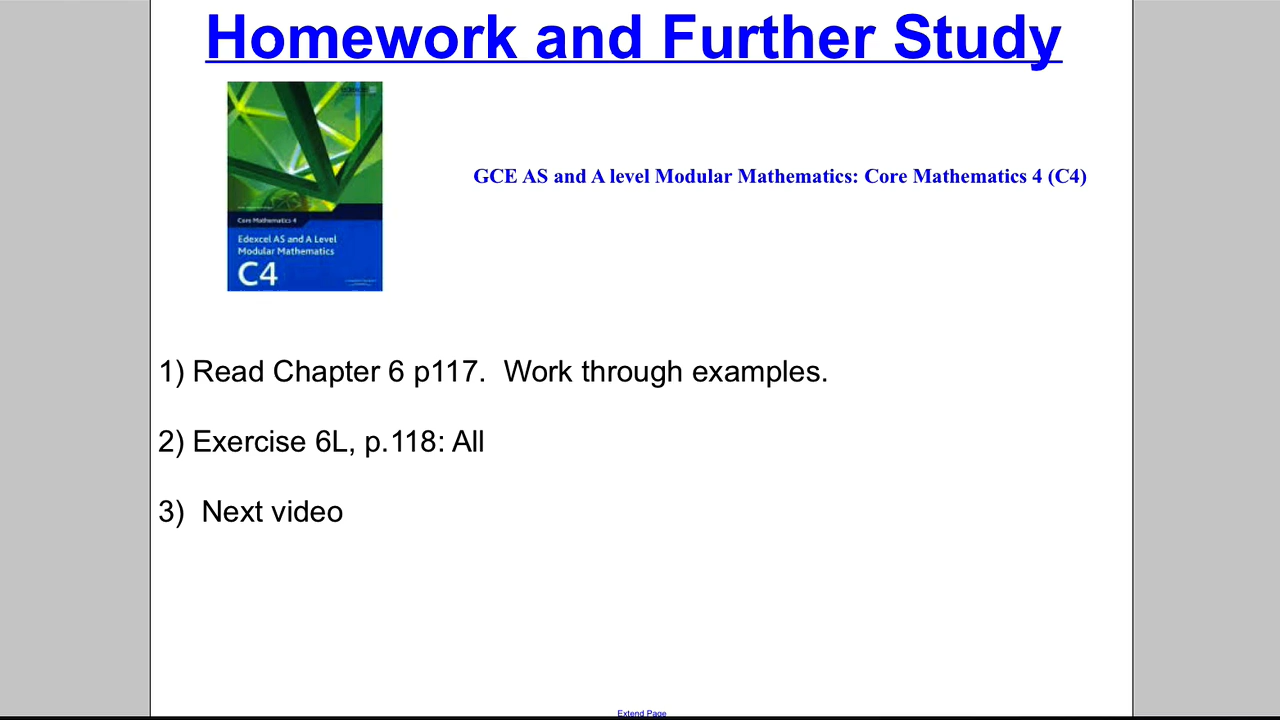 Homework and Further Study
GCE AS and A level Modular Mathematics: Core Mathematics 4 (C4)
Core Mathematics 4
Edexcel AS and A Level
Modular Mathematics
C4
1) Read Chapter 6 p117.  Work through examples.
2) Exercise 6L, p.118: All
3)  Next video
Extend Page